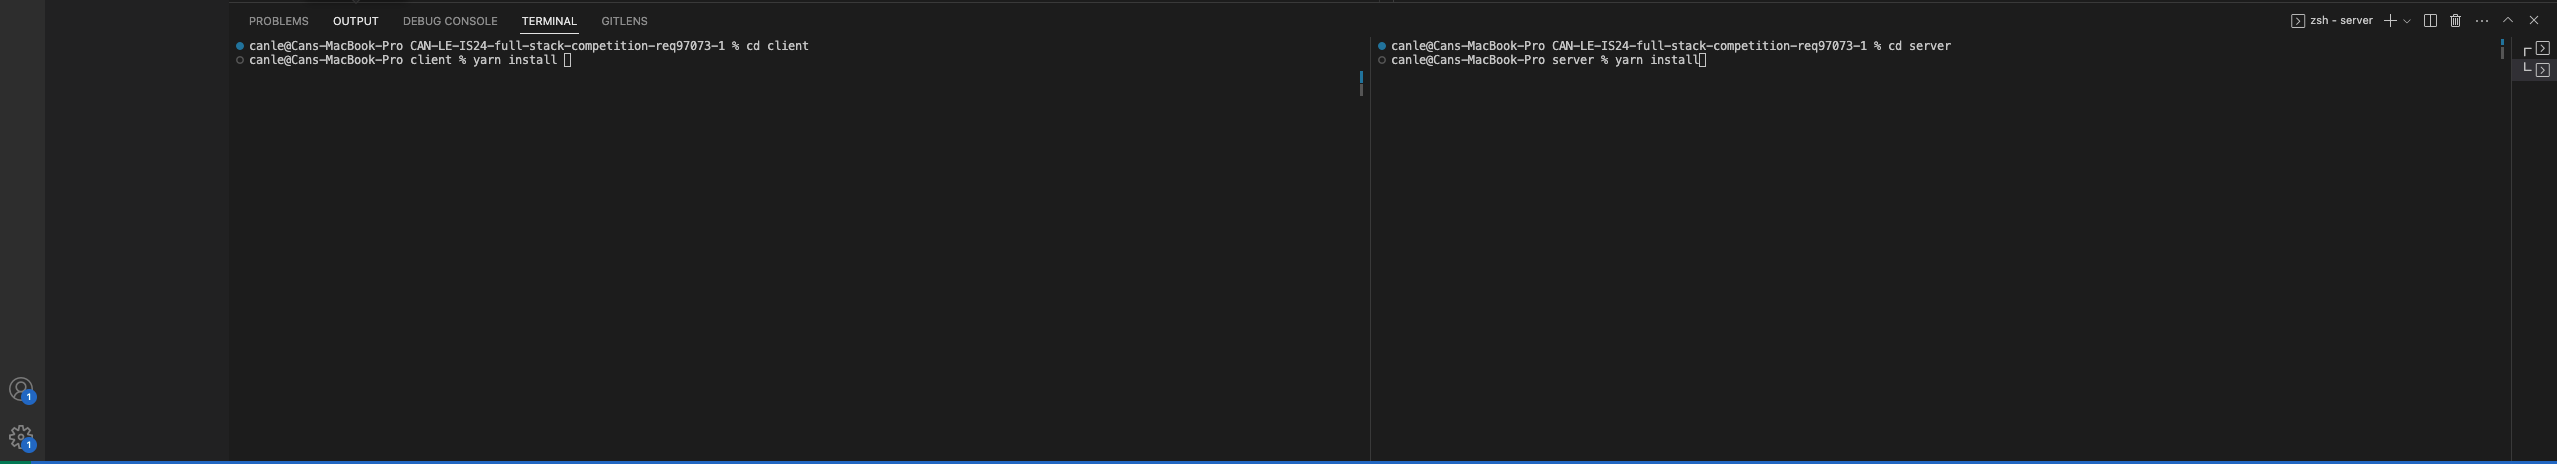 PROBLEMS OUTPUT DEBUG CONSOLE TERMINAL GITLENS
zsh - server
canle@Cans-MacBook-Pro CAN-LE-IS24-full-stack-competition-req97073-1 % cd client
canle@Cans-MacBook-Pro client % yarn install
canle@Cans-MacBook-Pro CAN-LE-IS24-full-stack-competition-req97073-1 % cd server
canle@Cans-MacBook-Pro server % yarn install
1
1